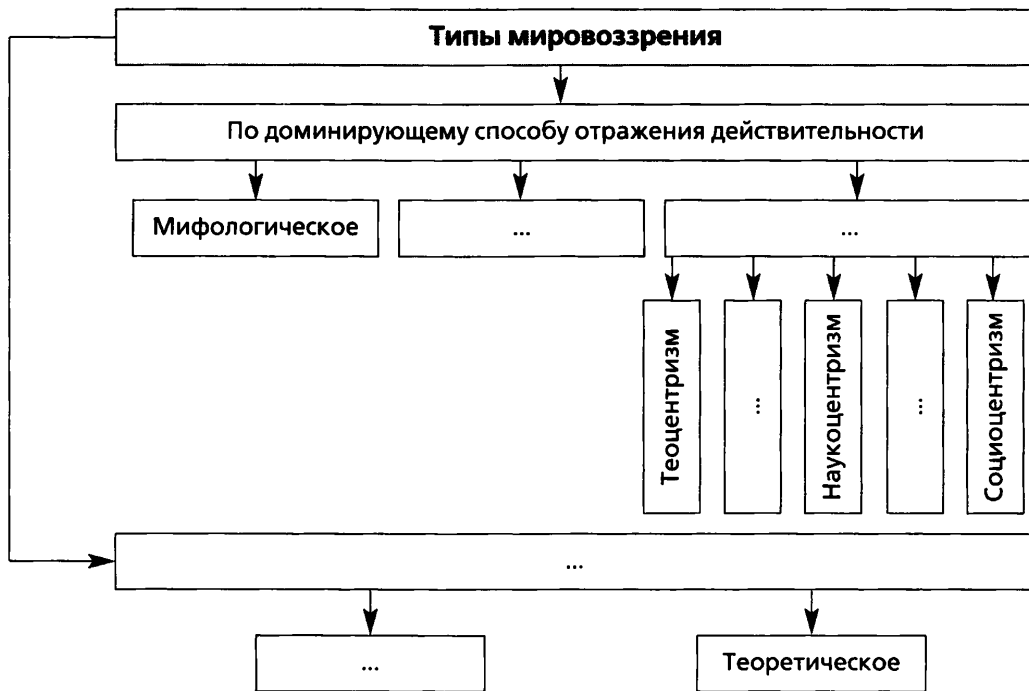 Типы мировоззрения
По доминирующему способу отражения действительности
Мифологическое
...
...
Теоцентризм
...
Наукоцентризм
...
Социоцентризм
...
...
Теоретическое